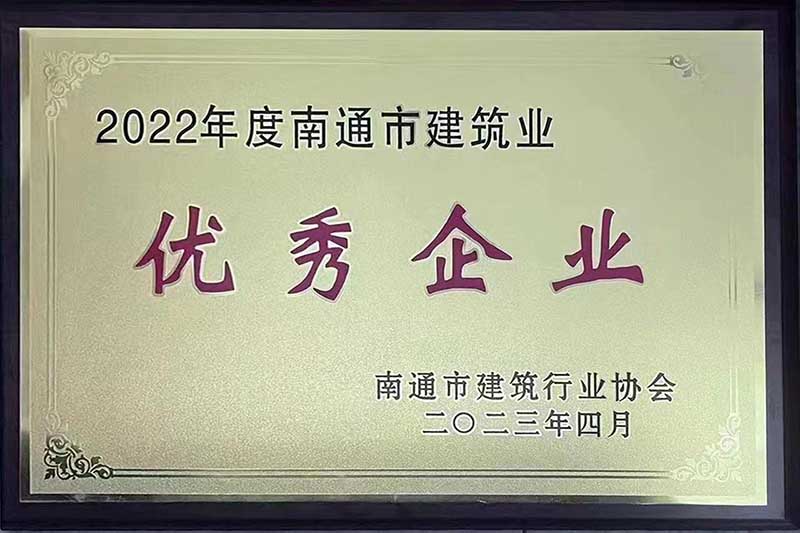 2022年度南通市建筑业
优秀企业
南通市建筑行业协会
二〇二三年四月